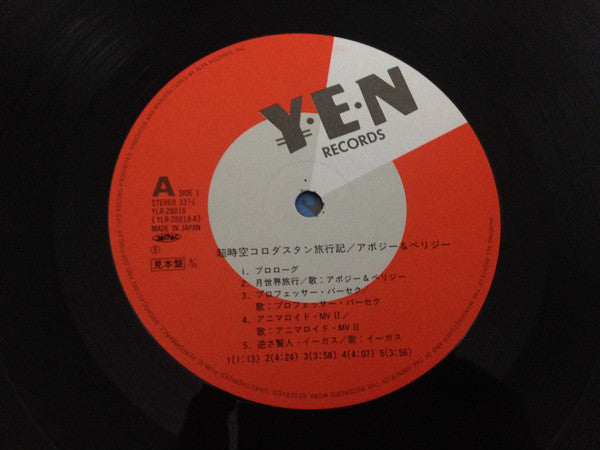 Y·E·N
RECORDS
A SIDE 1
STEREO 33⅓
YLR-28018
(YLR-28018-A)
MADE IN JAPAN
Ⓢ
見本盤
超時空コロダスタン旅行記/アポジー&ペリジー
1. プロローグ
2. 月世界旅行/歌:アポジー&ペリジー
3. プロフェッサー・パーセク/
歌:プロフェッサー・パーセク
4. アニマロイド・MVⅡ/
歌:アニマロイド・MVⅡ
5. 逆さ賢人・イーガス/歌:イーガス
1(1:13) 2(4:24) 3(3:58) 4(4:07) 5(3:56)